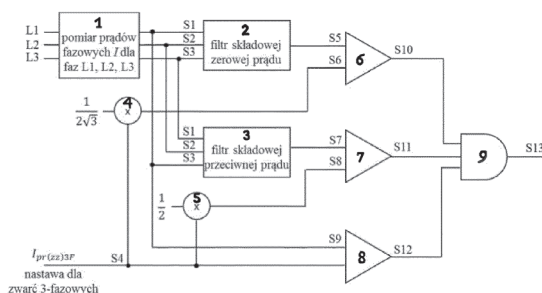 L1
L2
L3
1
pomiar prądów
fazowych I dla
faz L1, L2, L3
S1
S2
S3
2
filtr składowej
zerowej prądu
S5
S6
6
S10
1
2√3
4
x
S1
S2
S3
3
filtr składowej
przeciwnej prądu
S7
S8
7
S11
9
S13
1
2
5
x
S9
8
S12
I pr(zz)3F
S4
nastawa dla
zwarć 3-fazowych